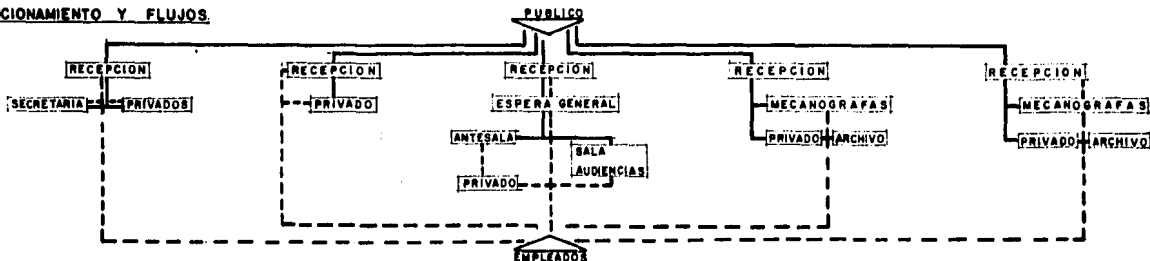 CIONAMIENTO Y FLUJOS.
PUBLICO
RECEPCION
RECEPCION
RECEPCION
RECEPCION
RECEPCION
SECRETARIA
PRIVADOS
PRIVADO
ESPERA GENERAL
MECANOGRAFAS
MECANOGRAFAS
ANTESALA
SALA
AUDIENCIAS
PRIVADO
ARCHIVO
PRIVADO
ARCHIVO
PRIVADO
EMPLEADOS